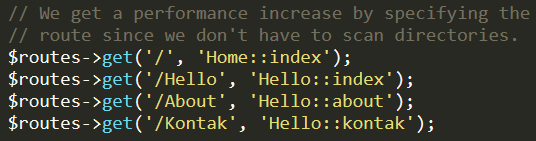 // We get a performance increase by specifying the
// route since we don't have to scan directories.
$routes->get('/', 'Home::index');
$routes->get('/Hello', 'Hello::index');
$routes->get('/About', 'Hello::about');
$routes->get('/Kontak', 'Hello::kontak');